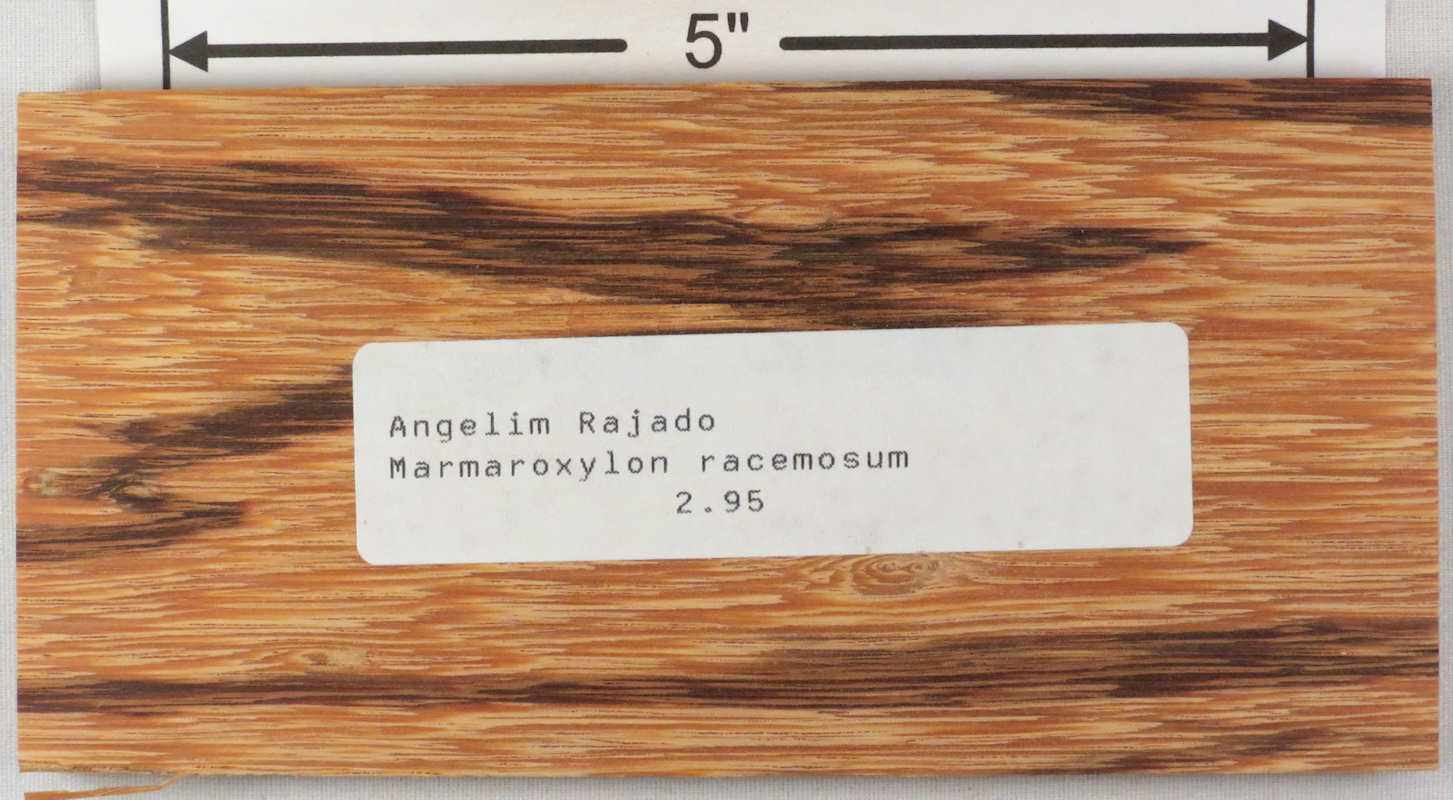 5"
Angelim Rajado
Marmaroxylon racemosum
2.95